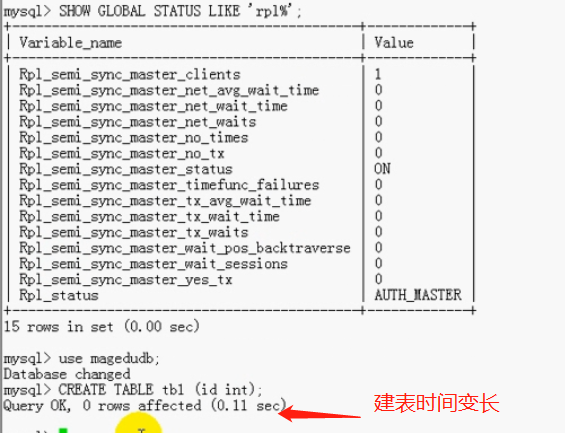 mysql> SHOW GLOBAL STATUS LIKE 'rpl%';
+--------------------------------------------+-------------+
| Variable_name | Value |
+--------------------------------------------+-------------+
| Rpl_semi_sync_master_clients | 1 |
| Rpl_semi_sync_master_net_avg_wait_time | 0 |
| Rpl_semi_sync_master_net_wait_time | 0 |
| Rpl_semi_sync_master_net_waits | 0 |
| Rpl_semi_sync_master_no_times | 0 |
| Rpl_semi_sync_master_no_tx | 0 |
| Rpl_semi_sync_master_status | ON |
| Rpl_semi_sync_master_timefunc_failures | 0 |
| Rpl_semi_sync_master_tx_avg_wait_time | 0 |
| Rpl_semi_sync_master_tx_wait_time | 0 |
| Rpl_semi_sync_master_tx_waits | 0 |
| Rpl_semi_sync_master_wait_pos_backtraverse | 0 |
| Rpl_semi_sync_master_wait_sessions | 0 |
| Rpl_semi_sync_master_yes_tx | 0 |
| Rpl_status | AUTH_MASTER |
+--------------------------------------------+-------------+
15 rows in set (0.00 sec)
mysql> use magedudb;
Database changed
mysql> CREATE TABLE tb1 (id int);
Query OK, 0 rows affected (0.11 sec)
建表时间变长